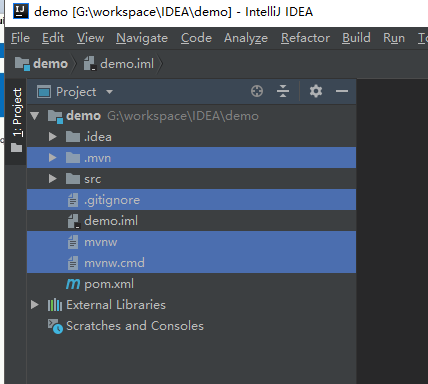 IJ demo [G:\workspace\IDEA\demo] - IntelliJ IDEA
File Edit View Navigate Code Analyze Refactor Build Run
demo demo.iml
1: Project
Project
demo G:\workspace\IDEA\demo
.idea
.mvn
src
.gitignore
demo.iml
mvnw
mvnw.cmd
m pom.xml
External Libraries
Scratches and Consoles